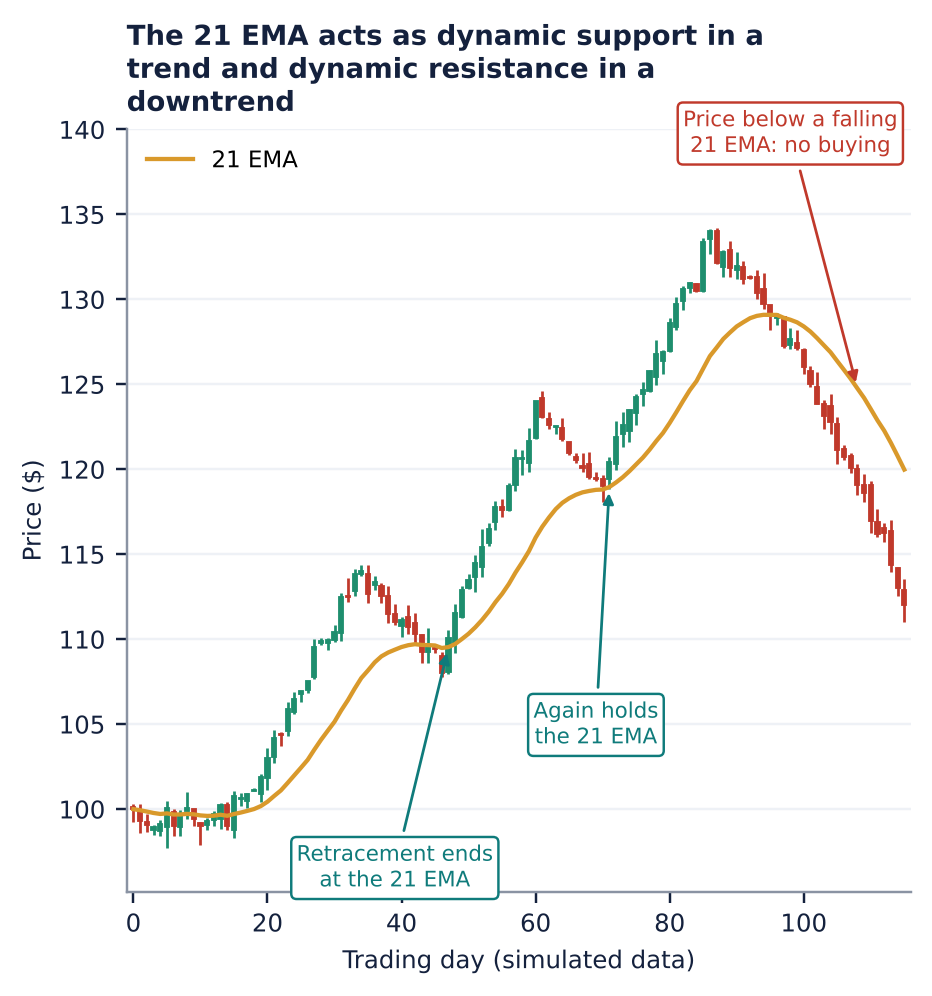 The 21 EMA acts as dynamic support in a
trend and dynamic resistance in a
downtrend
Price below a falling
21 EMA: no buying
21 EMA
140
135
130
125
120
115
110
105
100
Price ($)
Again holds
the 21 EMA
Retracement ends
at the 21 EMA
0
20
40
60
80
100
Trading day (simulated data)